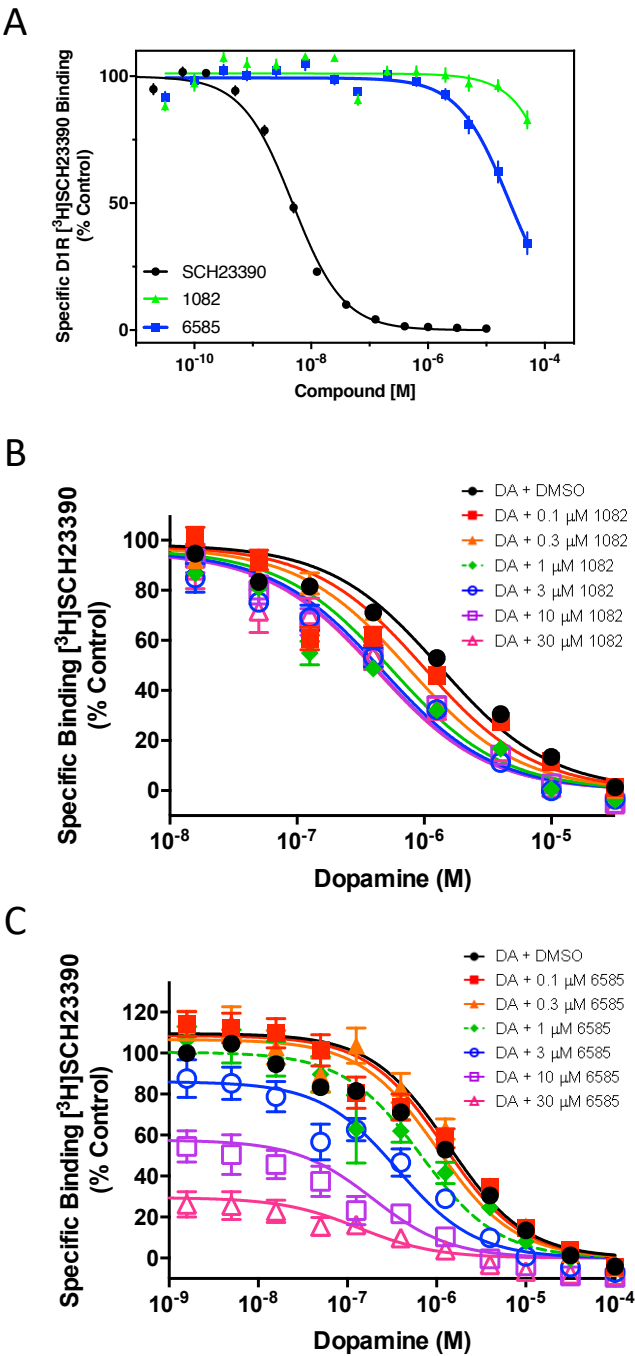 A
Specific D1R [³H]SCH23390 Binding
(% Control)
100
50
0
SCH23390
1082
6585
10⁻¹⁰
10⁻⁸
10⁻⁶
10⁻⁴
Compound [M]
B
Specific Binding [³H]SCH23390
(% Control)
100
80
60
40
20
0
DA + DMSO
DA + 0.1 µM 1082
DA + 0.3 µM 1082
DA + 1 µM 1082
DA + 3 µM 1082
DA + 10 µM 1082
DA + 30 µM 1082
10⁻⁸
10⁻⁷
10⁻⁶
10⁻⁵
Dopamine (M)
C
Specific Binding [³H]SCH23390
(% Control)
120
100
80
60
40
20
0
DA + DMSO
DA + 0.1 µM 6585
DA + 0.3 µM 6585
DA + 1 µM 6585
DA + 3 µM 6585
DA + 10 µM 6585
DA + 30 µM 6585
10⁻⁹
10⁻⁸
10⁻⁷
10⁻⁶
10⁻⁵
10⁻⁴
Dopamine (M)